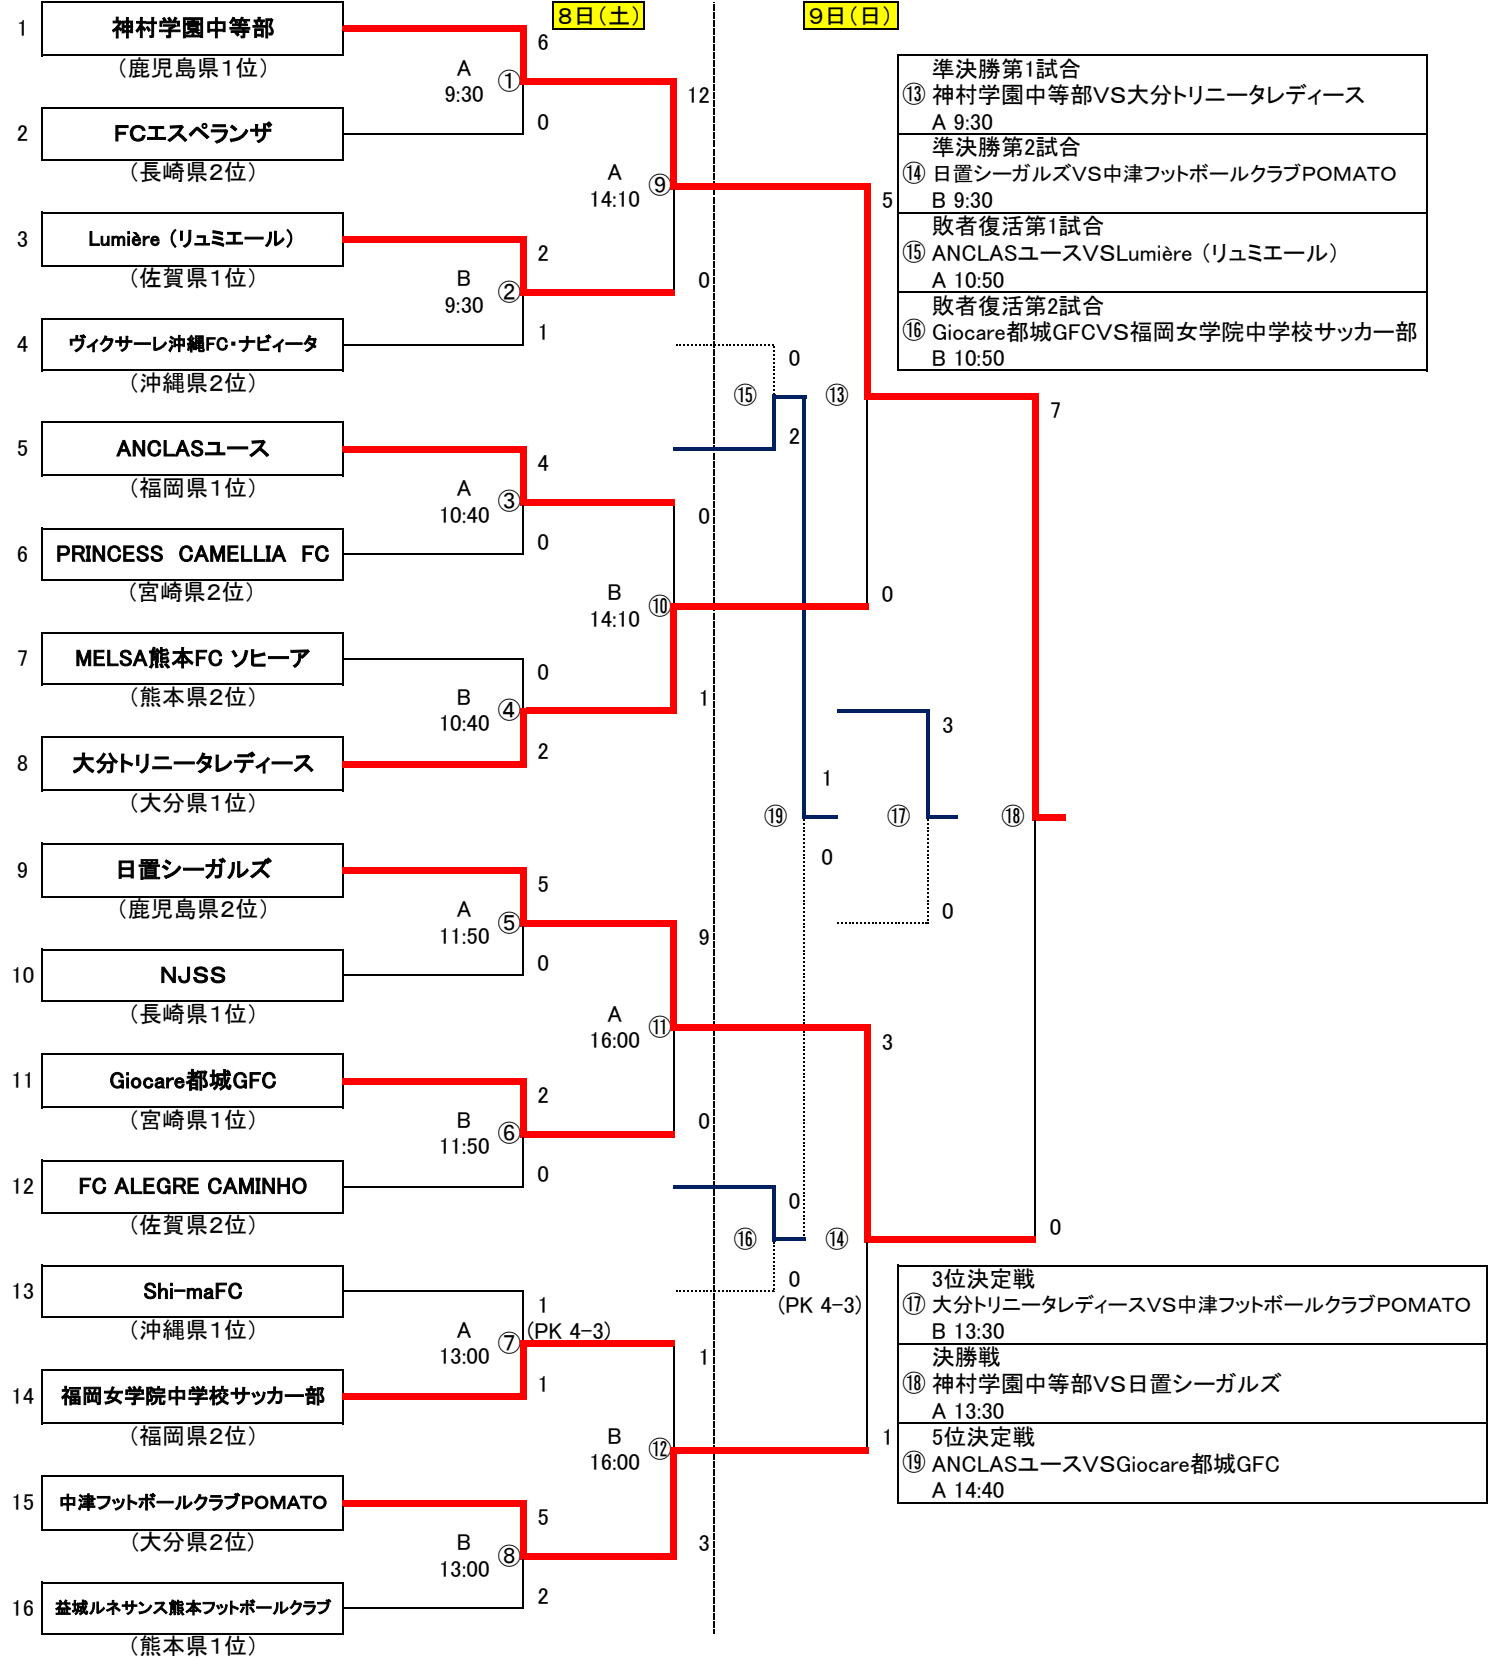 8日(土)
9日(日)
1
神村学園中等部
(鹿児島県1位)
2
FCエスペランザ
(長崎県2位)
3
Lumière(リュミエール)
(佐賀県1位)
4
ヴィクサーレ沖縄FC・ナビィータ
(沖縄県2位)
5
ANCLASユース
(福岡県1位)
6
PRINCESS CAMELLIA FC
(宮崎県2位)
7
MELSA熊本FC ソヒーア
(熊本県2位)
8
大分トリニータレディース
(大分県1位)
9
日置シーガルズ
(鹿児島県2位)
10
NJSS
(長崎県1位)
11
Giocare都城GFC
(宮崎県1位)
12
FC ALEGRE CAMINHO
(佐賀県2位)
13
Shi-maFC
(沖縄県1位)
14
福岡女学院中学校サッカー部
(福岡県2位)
15
中津フットボールクラブPOMATO
(大分県2位)
16
益城ルネサンス熊本フットボールクラブ
(熊本県1位)
6
A
9:30
①
0
2
B
9:30
②
1
4
A
10:40
③
0
0
B
10:40
④
2
5
A
11:50
⑤
0
2
B
11:50
⑥
0
1
(PK 4-3)
A
13:00
⑦
1
5
B
13:00
⑧
2
12
A
14:10
⑨
0
0
B
14:10
⑩
1
9
A
16:00
⑪
0
1
B
16:00
⑫
3
0
⑮
2
0
⑯
0
(PK 4-3)
5
⑬
0
3
⑭
1
1
⑲
0
3
⑰
0
7
⑱
0
準決勝第1試合
⑬ 神村学園中等部VS大分トリニータレディース
A 9:30
準決勝第2試合
⑭ 日置シーガルズVS中津フットボールクラブPOMATO
B 9:30
敗者復活第1試合
⑮ ANCLASユースVSLumière(リュミエール)
A 10:50
敗者復活第2試合
⑯ Giocare都城GFCVS福岡女学院中学校サッカー部
B 10:50
3位決定戦
⑰ 大分トリニータレディースVS中津フットボールクラブPOMATO
B 13:30
決勝戦
⑱ 神村学園中等部VS日置シーガルズ
A 13:30
5位決定戦
⑲ ANCLASユースVSGiocare都城GFC
A 14:40